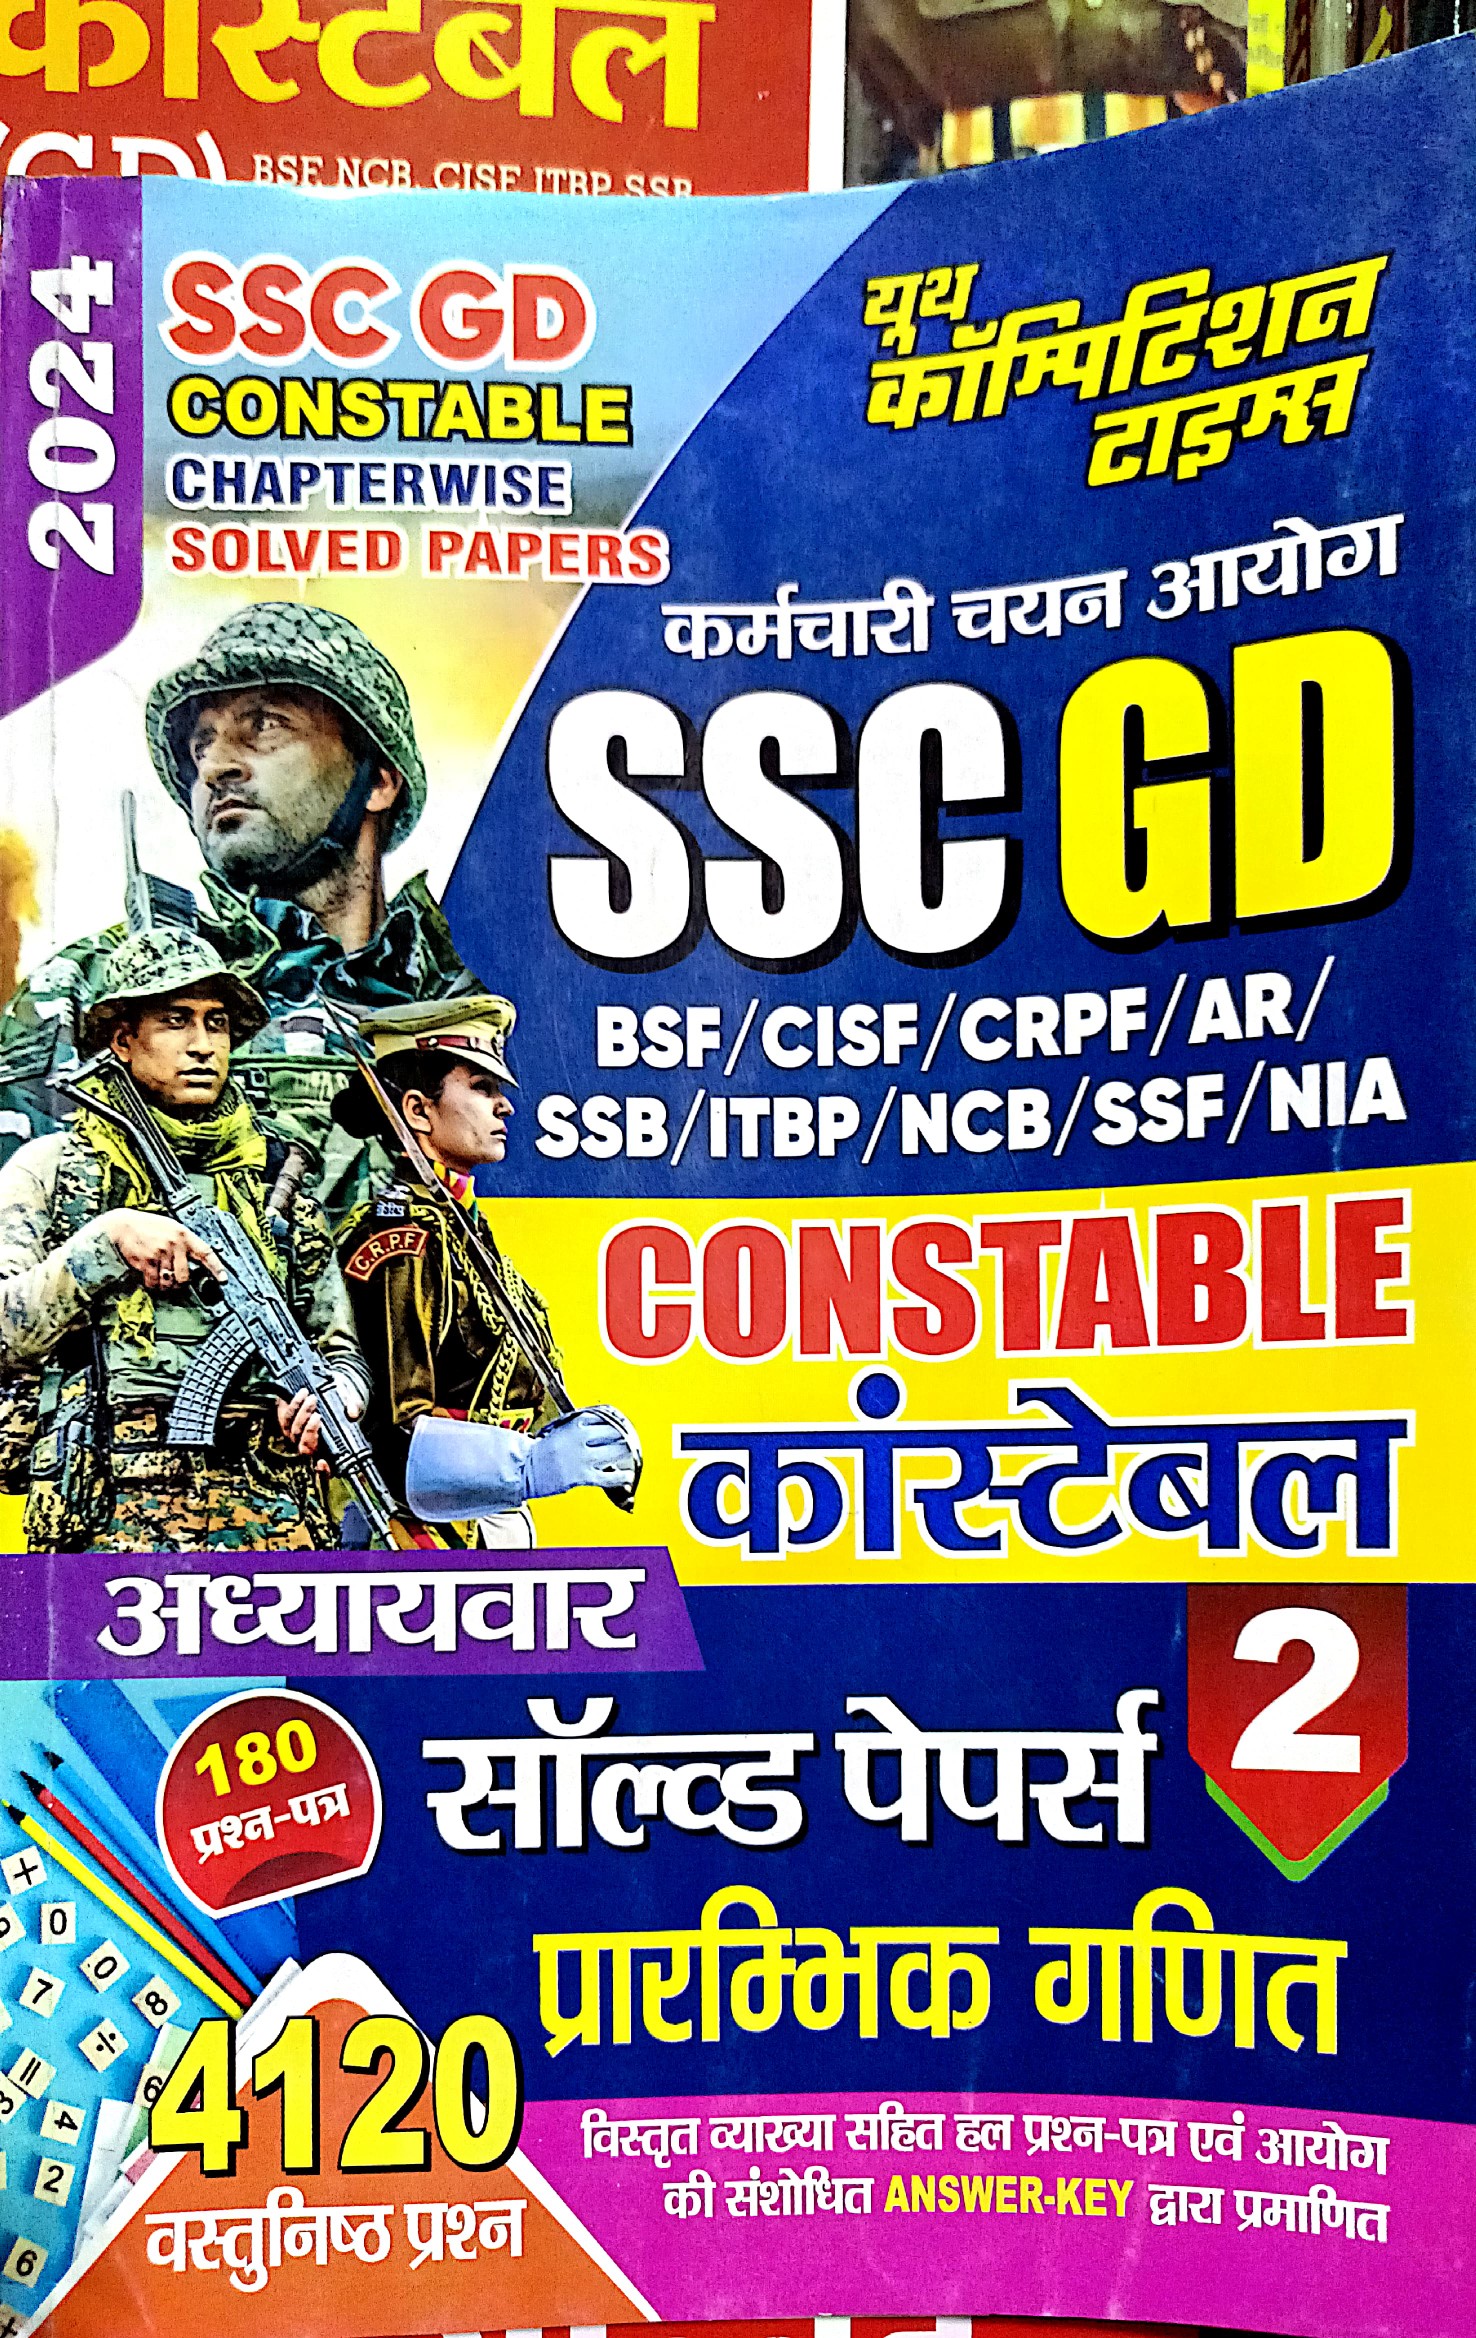 कांस्टेबल
(GD) BSF, NCB, CISF, ITBP, SSB
2024
SSC GD
CONSTABLE
CHAPTERWISE
SOLVED PAPERS
यूथ
कॉम्पिटिशन
टाइम्स
कर्मचारी चयन आयोग
SSC GD
BSF/CISF/CRPF/AR/
SSB/ITBP/NCB/SSF/NIA
C.R.P.F
CONSTABLE
कांस्टेबल
अध्यायवार
2
180
प्रश्न-पत्र
सॉल्व्ड पेपर्स
प्रारम्भिक गणित
4120
वस्तुनिष्ठ प्रश्न
विस्तृत व्याख्या सहित हल प्रश्न-पत्र एवं आयोग
की संशोधित ANSWER-KEY द्वारा प्रमाणित